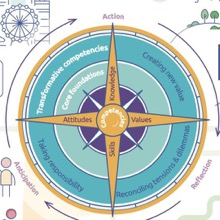 Action
Transformative competencies
Core foundations
Creating new value
Knowledge
Attitudes
Values
Skills
Taking responsibility
Reconciling tensions & dilemmas
Anticipation
Reflection